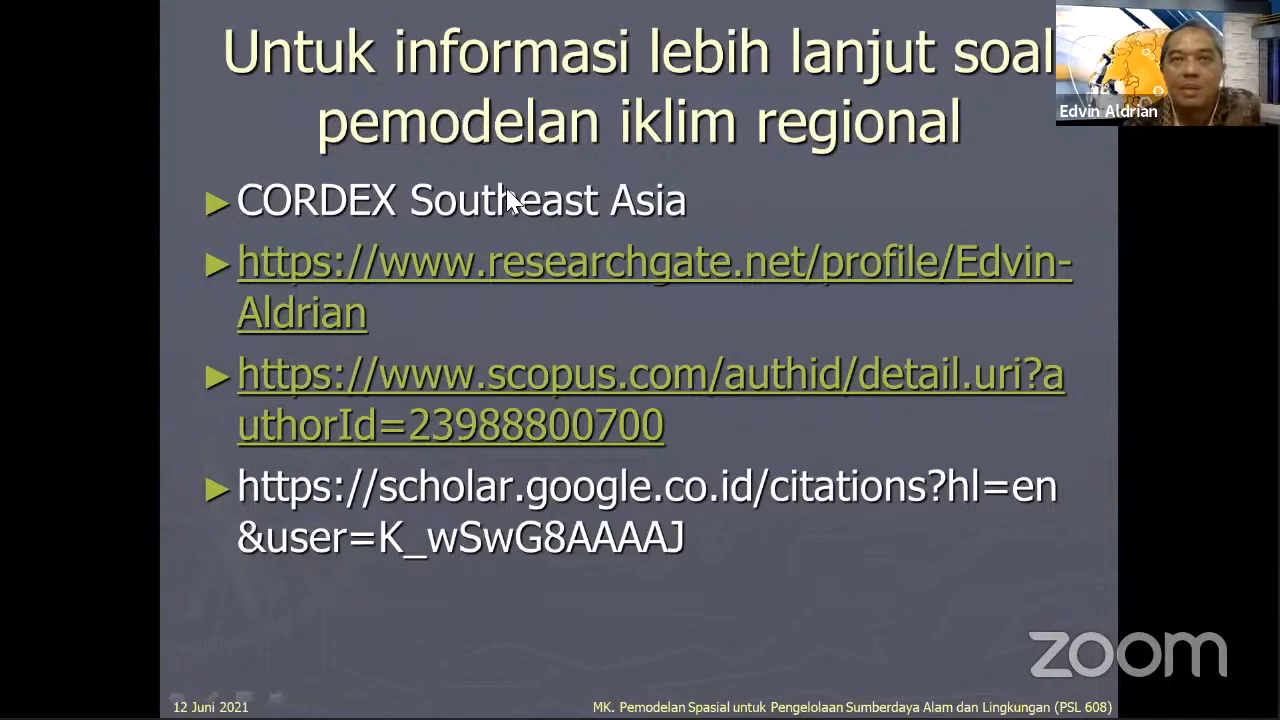 Untuk informasi lebih lanjut soal
pemodelan iklim regional
Edvin Aldrian
► CORDEX Southeast Asia
► https://www.researchgate.net/profile/Edvin-
Aldrian
► https://www.scopus.com/authid/detail.uri?a
uthorId=23988800700
► https://scholar.google.co.id/citations?hl=en
&user=K_wSwG8AAAAJ
zoom
12 Juni 2021
MK. Pemodelan Spasial untuk Pengelolaan Sumberdaya Alam dan Lingkungan (PSL 608)